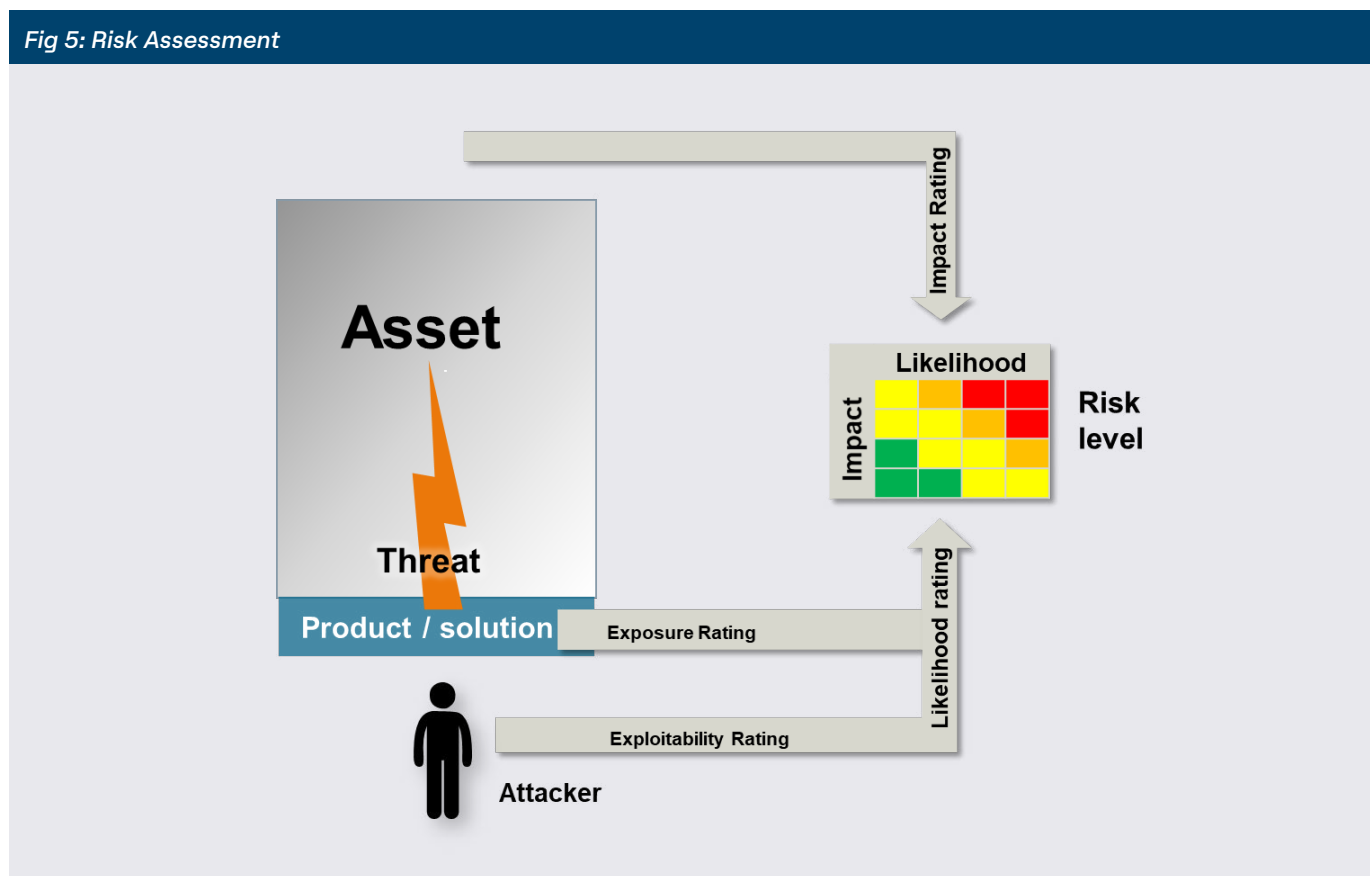 Fig 5: Risk Assessment
Impact Rating
Asset
Threat
Product / solution
Likelihood
Impact
Risk
level
Exposure Rating
Likelihood rating
Exploitability Rating
Attacker